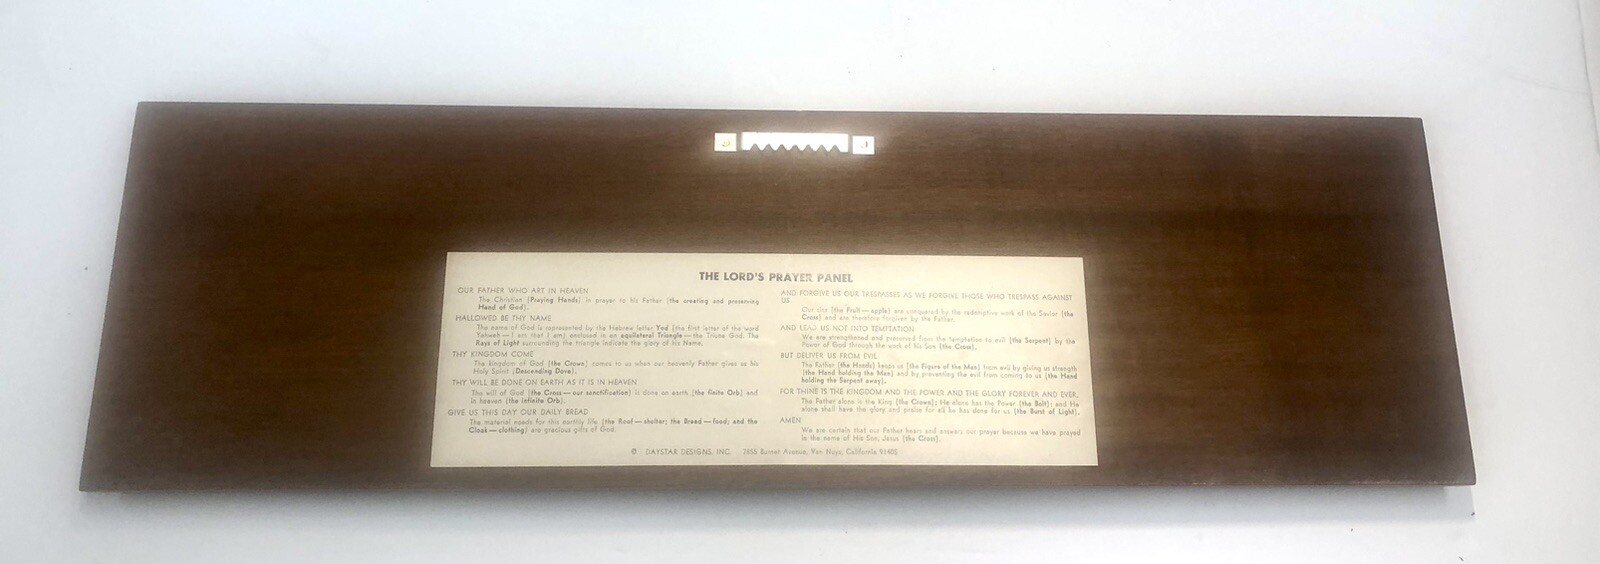 THE LORD'S PRAYER PANEL
OUR FATHER WHO ART IN HEAVEN
The Christian (Praying Hands) in prayer to his Father (the creating and preserving
Hand of God).
HALLOWED BE THY NAME
The name of God is represented by the Hebrew letter Yod (the first letter of the word
Yahweh — I am that I am) enclosed in an equilateral Triangle — the Triune God. The
Rays of Light surrounding the triangle indicate the glory of his Name.
THY KINGDOM COME
The kingdom of God (the Crown) comes to us when our heavenly Father gives us his
Holy Spirit (Descending Dove).
THY WILL BE DONE ON EARTH AS IT IS IN HEAVEN
The will of God (the Cross — our sanctification) is done on earth (the finite Orb) and
in heaven (the infinite Orb).
GIVE US THIS DAY OUR DAILY BREAD
The material needs for this earthly life (the Roof — shelter; the Bread — food; and the
Cloak — clothing) are gracious gifts of God.
AND FORGIVE US OUR TRESPASSES AS WE FORGIVE THOSE WHO TRESPASS AGAINST
US
Our sins (the Fruit — apple) are conquered by the redemptive work of the Savior (the
Cross) and are therefore forgiven by the Father.
AND LEAD US NOT INTO TEMPTATION
We are strengthened and preserved from the temptation to evil (the Serpent) by the
Power of God through the work of his Son (the Cross).
BUT DELIVER US FROM EVIL
The Father (the Hands) keeps us (the Figure of the Man) from evil by giving us strength
(the Hand holding the Man) and by preventing the evil from coming to us (the Hand
holding the Serpent away).
FOR THINE IS THE KINGDOM AND THE POWER AND THE GLORY FOREVER AND EVER.
The Father alone is the King (the Crown); He alone has the Power (the Bolt); and He
alone shall have the glory and praise for all he has done for us (the Burst of Light).
AMEN
We are certain that our Father hears and answers our prayer because we have prayed
in the name of His Son, Jesus (the Cross).
© DAYSTAR DESIGNS, INC. 7855 Burnet Avenue, Van Nuys, California 91405